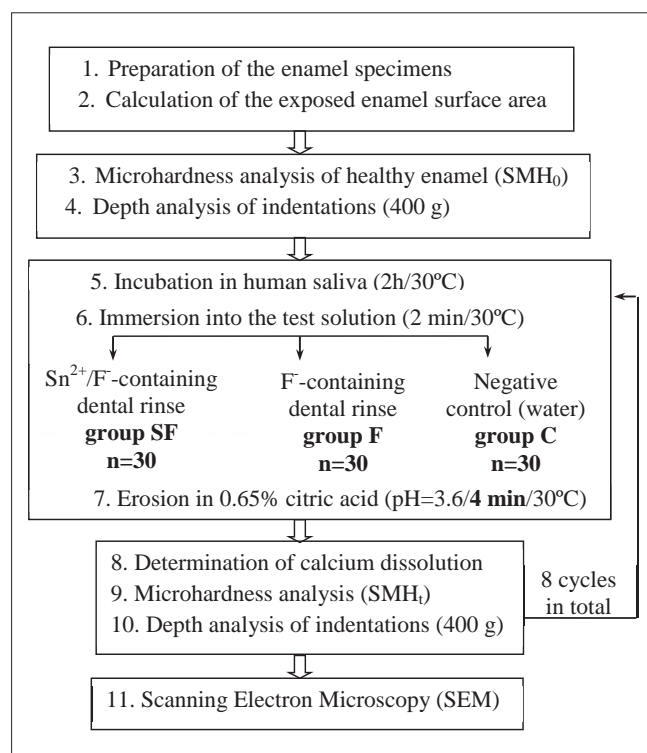 1. Preparation of the enamel specimens
2. Calculation of the exposed enamel surface area
3. Microhardness analysis of healthy enamel (SMH₀)
4. Depth analysis of indentations (400 g)
5. Incubation in human saliva (2h/30ºC)
6. Immersion into the test solution (2 min/30ºC)
Sn²⁺/F⁻-containing
dental rinse
group SF
n=30
F⁻-containing
dental rinse
group F
n=30
Negative
control (water)
group C
n=30
7. Erosion in 0.65% citric acid (pH=3.6/4 min/30ºC)
8. Determination of calcium dissolution
9. Microhardness analysis (SMHₜ)
10. Depth analysis of indentations (400 g)
8 cycles
in total
11. Scanning Electron Microscopy (SEM)